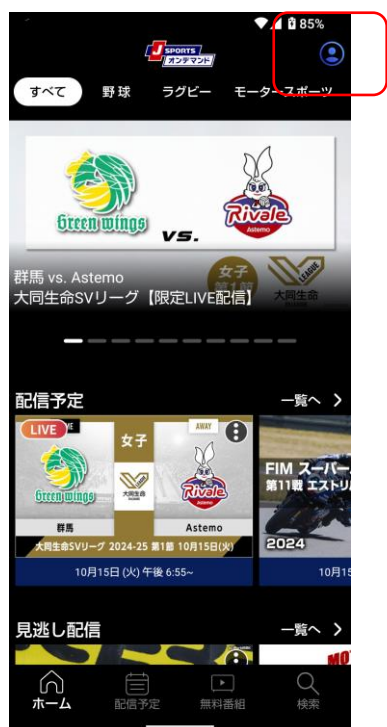 85%
J SPORTS
オンデマンド
すべて 野球 ラグビー モータースポーツ
Green wings
vs.
Rivale
Astemo
女子
大同生命
群馬 vs. Astemo
大同生命SVリーグ【限定LIVE配信】
配信予定 一覧へ
LIVE
女子
AWAY
Green wings
大同生命
Rivale
群馬
Astemo
大同生命SVリーグ 2024-25 第1節 10月15日(火)
10月15日 (火) 午後 6:55~
FIM スーパー
第11戦 エストリ
2024
10月15
見逃し配信 一覧へ
ホーム 配信予定 無料番組 検索